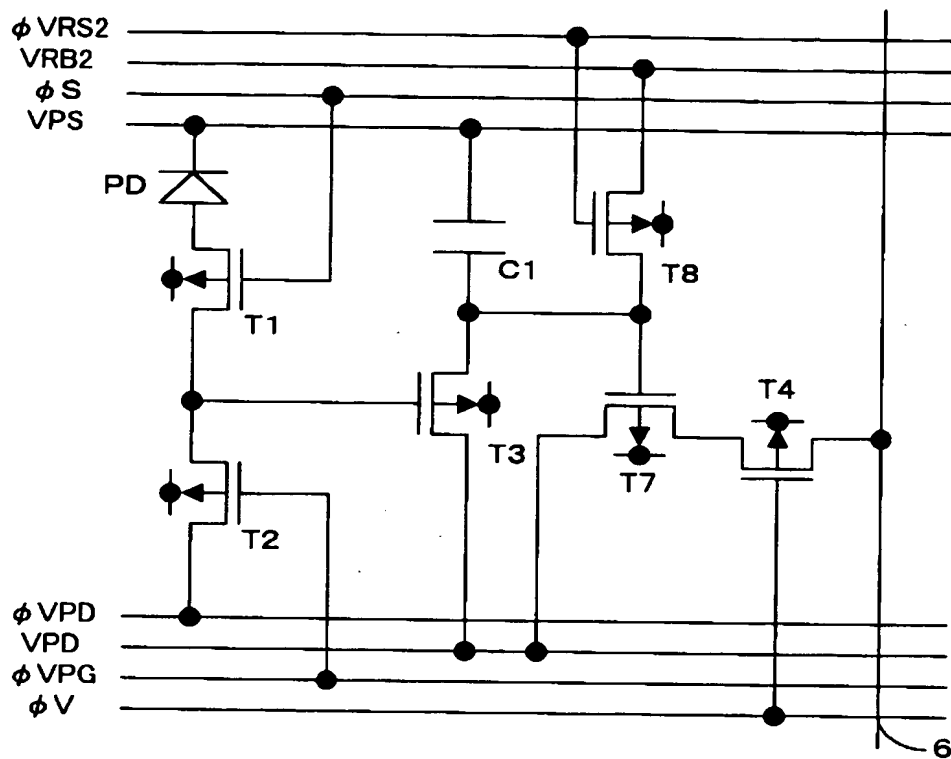 φVRS2
VRB2
φS
VPS
PD
C1
T8
T1
T4
T3
T7
T2
φVPD
VPD
φVPG
φV
6